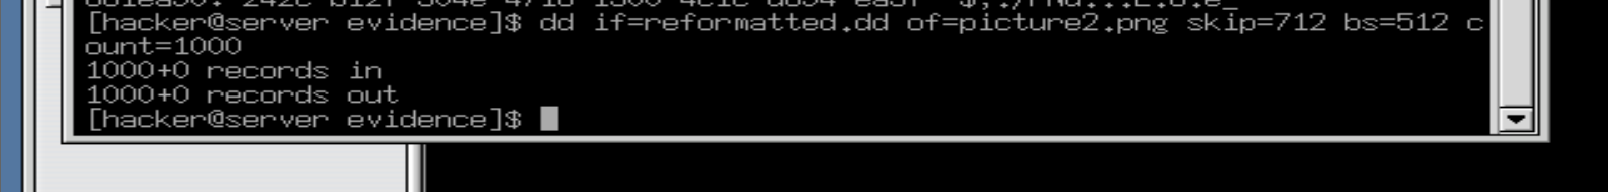 [hacker@server evidence]$ dd if=reformatted.dd of=picture2.png skip=712 bs=512 c
ount=1000
1000+0 records in
1000+0 records out
[hacker@server evidence]$